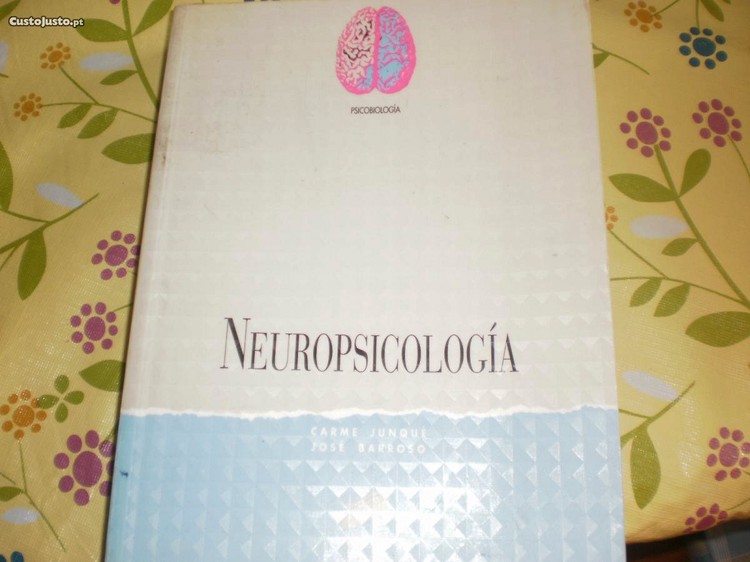 CustoJusto.pt
PSICOBIOLOGÍA
NEUROPSICOLOGÍA
CARME JUNQUÉ
JOSÉ BARROSO